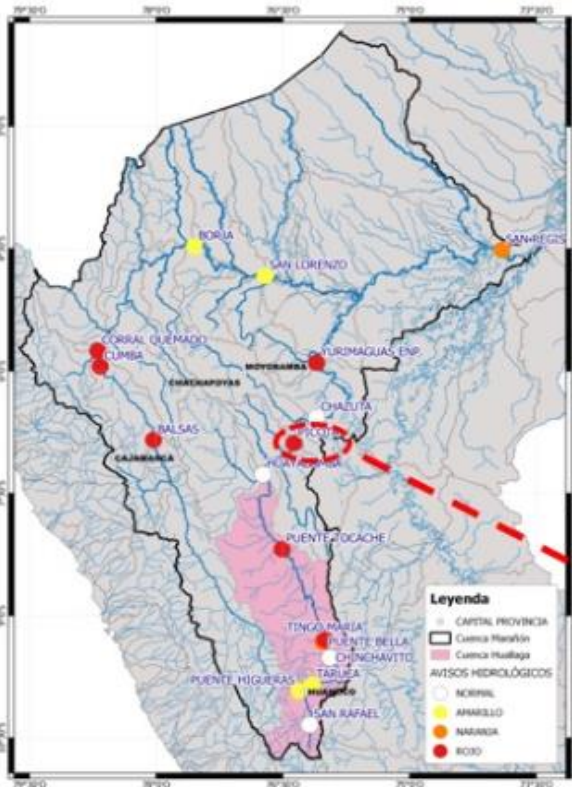 BORJA
SAN LORENZO
SAN REGIS
CORRAL QUEMADO
CUMBA
MOYOBAMBA
YURIMAGUAS ENP.
CHACHAPOYAS
CHAZUTA
BALSAS
CAJAMARCA
PUENTE TOCACHE
TINGO MARIA
PUENTE BELLA
CHINCHAVITO
TARUCA
PUENTE HIGUERAS
HUANUCO
SAN RAFAEL
Leyenda
CAPITAL PROVINCIA
Cuenca Marañón
Cuenca Huallaga
AVISOS HIDROLÓGICOS
NORMAL
AMARILLO
NARANJA
ROJO